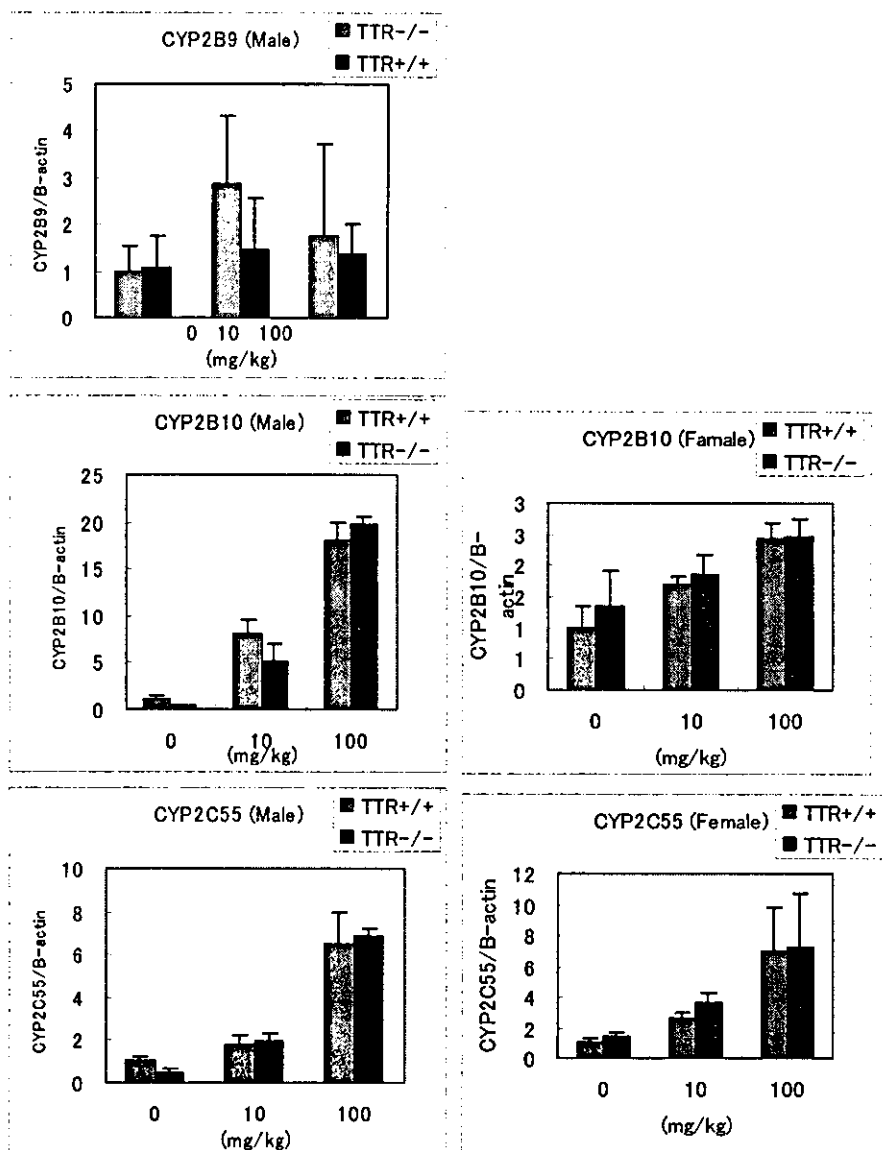 CYP2B9 (Male)
TTR-/-
TTR+/+
5
4
3
2
1
0
CYP2B9/B-actin
0 10 100
(mg/kg)
CYP2B10 (Male)
TTR+/+
TTR-/-
25
20
15
10
5
0
CYP2B10/B-actin
0 10 100
(mg/kg)
CYP2B10 (Famale)
TTR+/+
TTR-/-
3
3
2
2
1
1
0
CYP2B10/B-
actin
0 10 100
(mg/kg)
CYP2C55 (Male)
TTR+/+
TTR-/-
10
8
6
4
2
0
CYP2C55/B-actin
0 10 100
(mg/kg)
CYP2C55 (Female)
TTR+/+
TTR-/-
12
10
8
6
4
2
0
CYP2C55/B-actin
0 10 100
(mg/kg)